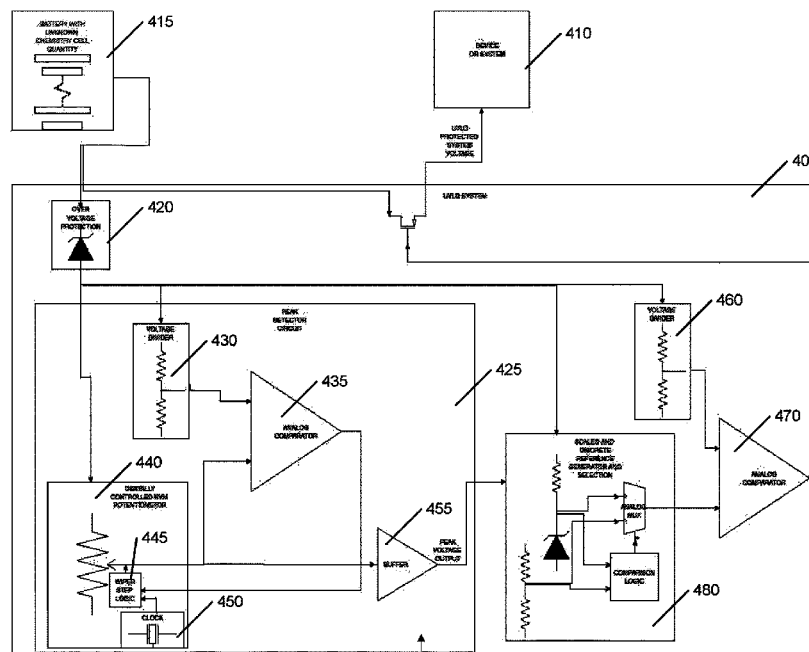 BATTERY WITH
UNKNOWN
CHEMISTRY CELL
QUANTITY
415
DEVICE
OR SYSTEM
410
UVLO
PROTECTED
SYSTEM
VOLTAGE
40
UVLO SYSTEM
OVER
VOLTAGE
PROTECTION
420
PEAK
DETECTOR
CIRCUIT
VOLTAGE
DIVIDER
430
425
435
ANALOG
COMPARATOR
VOLTAGE
DIVIDER
460
470
ANALOG
COMPARATOR
440
DIGITALLY
CONTROLLED NVM
POTENTIOMETER
445
WIPER
STEP
LOGIC
CLOCK
450
455
BUFFER
PEAK
VOLTAGE
OUTPUT
SCALED AND
DISCRETE
REFERENCE
GENERATOR AND
SELECTION
ANALOG
MUX
COMPARISON
LOGIC
480